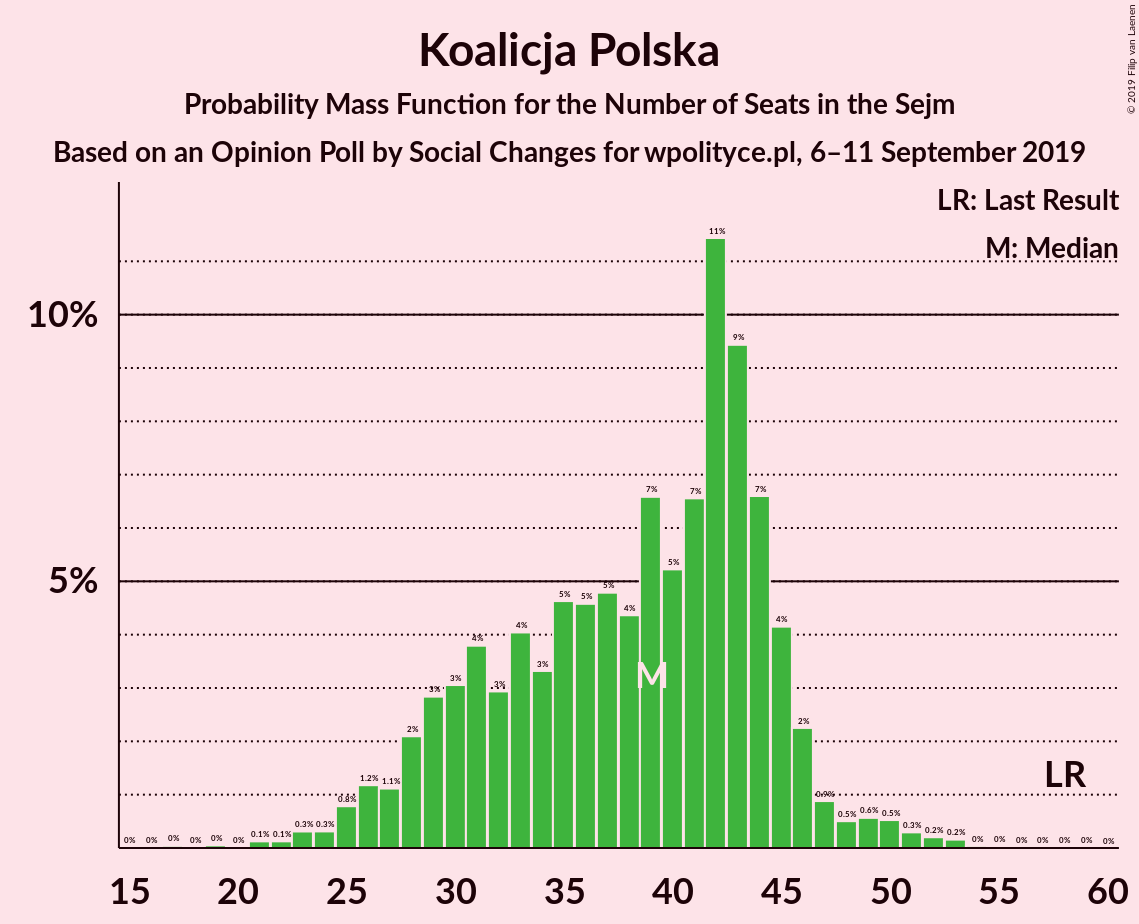 Koalicja Polska
Probability Mass Function for the Number of Seats in the Sejm
Based on an Opinion Poll by Social Changes for wpolityce.pl, 6–11 September 2019
© 2019 Filip van Laenen
LR: Last Result
M: Median
10%
5%
0% 0% 0% 0% 0% 0% 0.1% 0.1% 0.3% 0.3% 0.8% 1.2% 1.1% 2% 3% 3% 4% 3% 4% 3% 5% 5% 5% 4% 7% 5% 7% 11% 9% 7% 4% 2% 0.9% 0.5% 0.6% 0.5% 0.3% 0.2% 0.2% 0% 0% 0% 0% 0% 0% 0%
M
LR
15 20 25 30 35 40 45 50 55 60